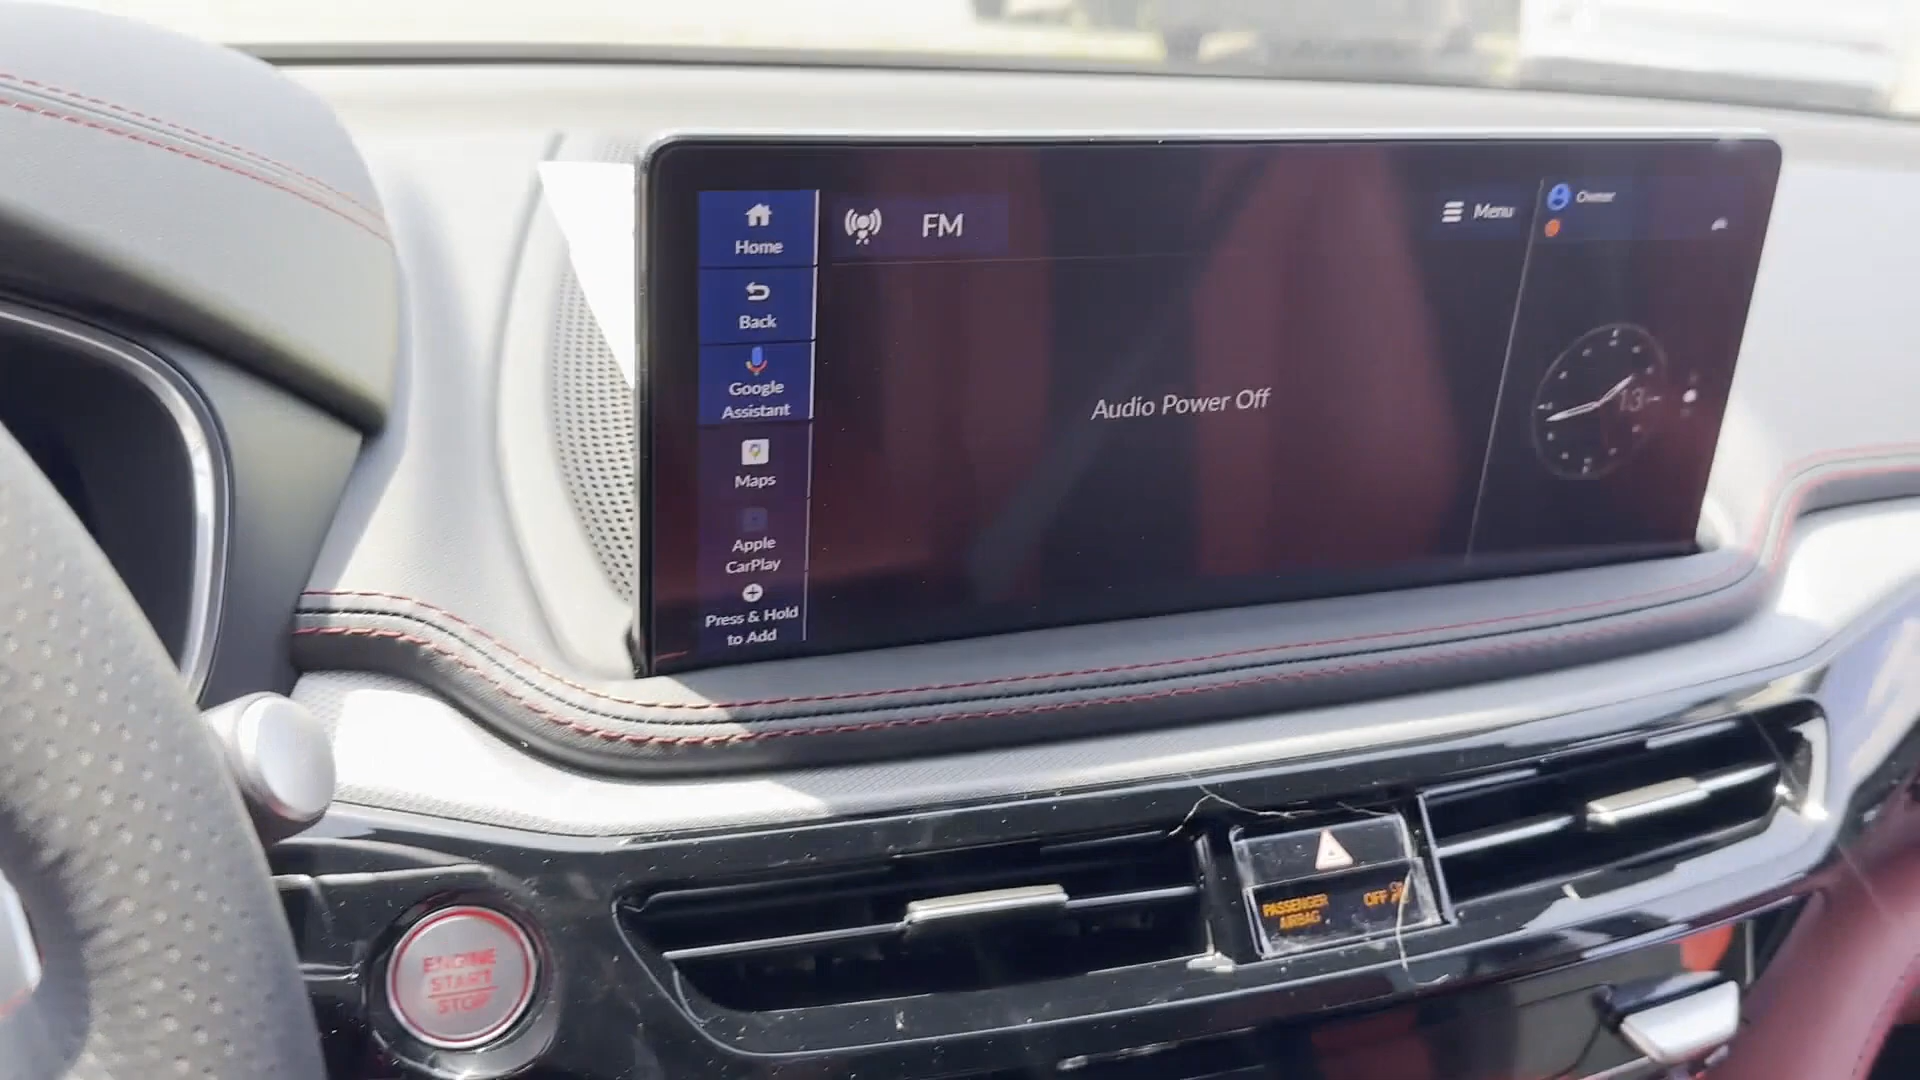 Home
FM
Menu
Owner
Back
Google
Assistant
Audio Power Off
13
Maps
Apple
CarPlay
Press & Hold
to Add
PASSENGER
AIRBAG
OFF
ENGINE
START
STOP